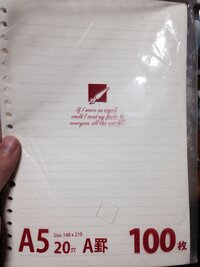 If I were an angel,
could I send my favor to
everyone all the world?
A5 Size 148 x 210 20穴 A罫 100枚